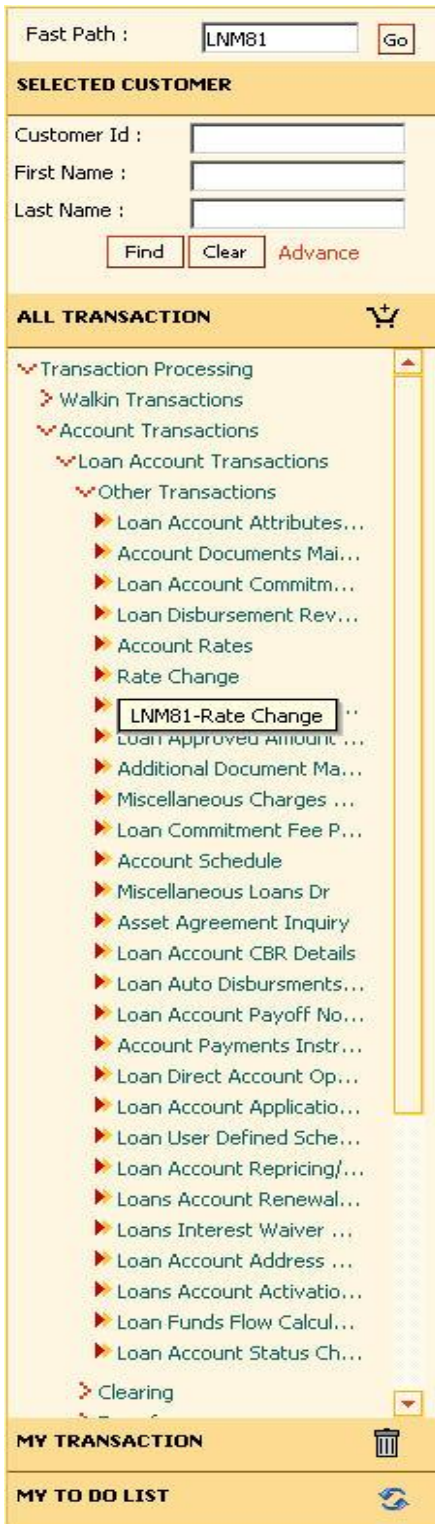 Fast Path :
LNM81
Go
SELECTED CUSTOMER
Customer Id :
First Name :
Last Name :
Find Clear Advance
ALL TRANSACTION
Transaction Processing
Walkin Transactions
Account Transactions
Loan Account Transactions
Other Transactions
Loan Account Attributes...
Account Documents Mai...
Loan Account Commitm...
Loan Disbursement Rev...
Account Rates
Rate Change
LNM81-Rate Change
Loan Approved Amount ...
Additional Document Ma...
Miscellaneous Charges ...
Loan Commitment Fee P...
Account Schedule
Miscellaneous Loans Dr
Asset Agreement Inquiry
Loan Account CBR Details
Loan Auto Disbursments...
Loan Account Payoff No...
Account Payments Instr...
Loan Direct Account Op...
Loan Account Applicatio...
Loan User Defined Sche...
Loan Account Repricing/...
Loans Account Renewal...
Loans Interest Waiver ...
Loan Account Address ...
Loans Account Activatio...
Loan Funds Flow Calcul...
Loan Account Status Ch...
Clearing
MY TRANSACTION
MY TO DO LIST